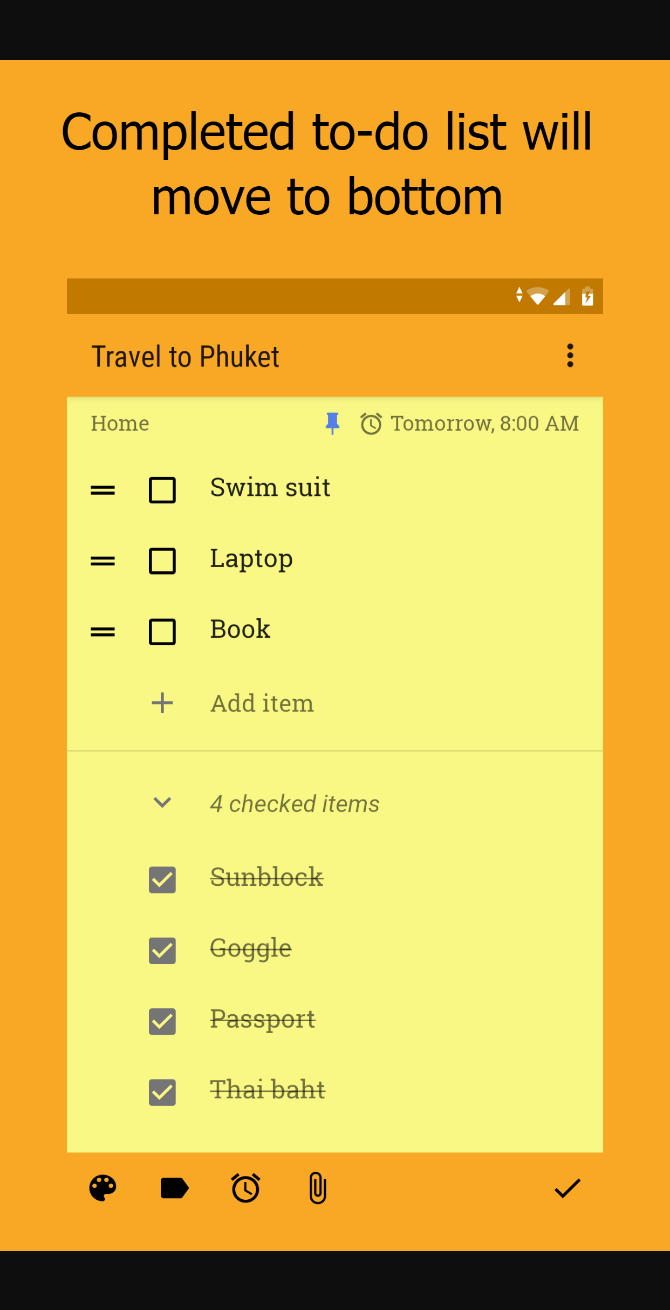 Completed to-do list will
move to bottom
Travel to Phuket
Home Tomorrow, 8:00 AM
Swim suit
Laptop
Book
Add item
4 checked items
Sunblock
Goggle
Passport
Thai baht